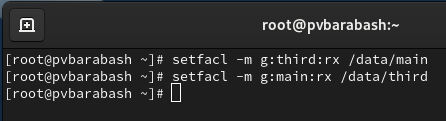 root@pvbarabash:~
[root@pvbarabash ~]# setfacl -m g:third:rx /data/main
[root@pvbarabash ~]# setfacl -m g:main:rx /data/third
[root@pvbarabash ~]#